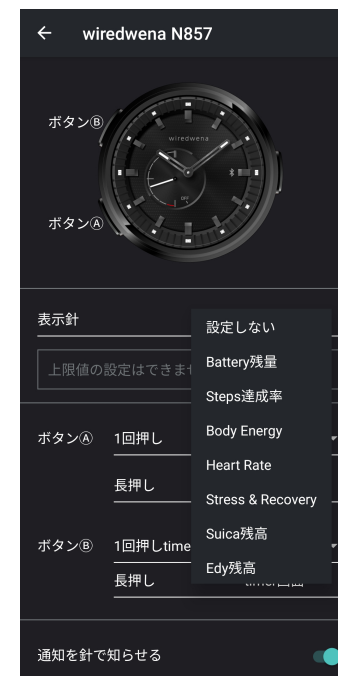 ← wiredwena N857
ボタンⒷ
wiredwena
ボタンⒶ
表示針
設定しない
上限値の設定はできませ
Battery残量
Steps達成率
Body Energy
Heart Rate
Stress & Recovery
Suica残高
Edy残高
ボタンⒶ 1回押し
長押し
ボタンⒷ 1回押しtime
長押し
通知を針で知らせる